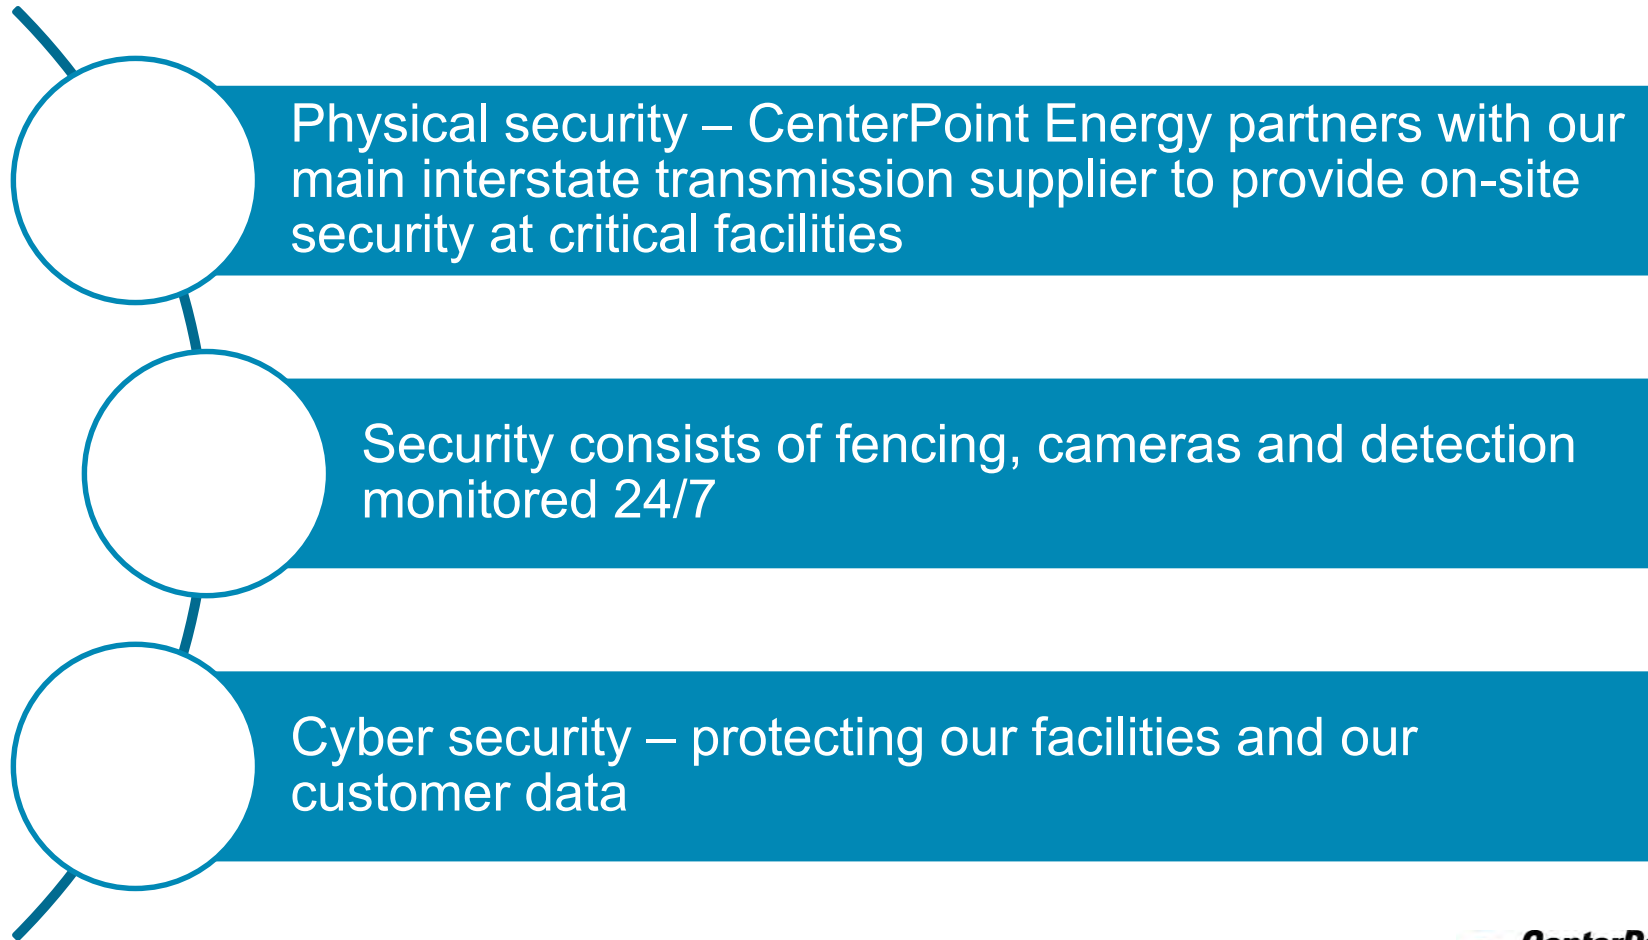 Physical security – CenterPoint Energy partners with our
main interstate transmission supplier to provide on-site
security at critical facilities
Security consists of fencing, cameras and detection
monitored 24/7
Cyber security – protecting our facilities and our
customer data